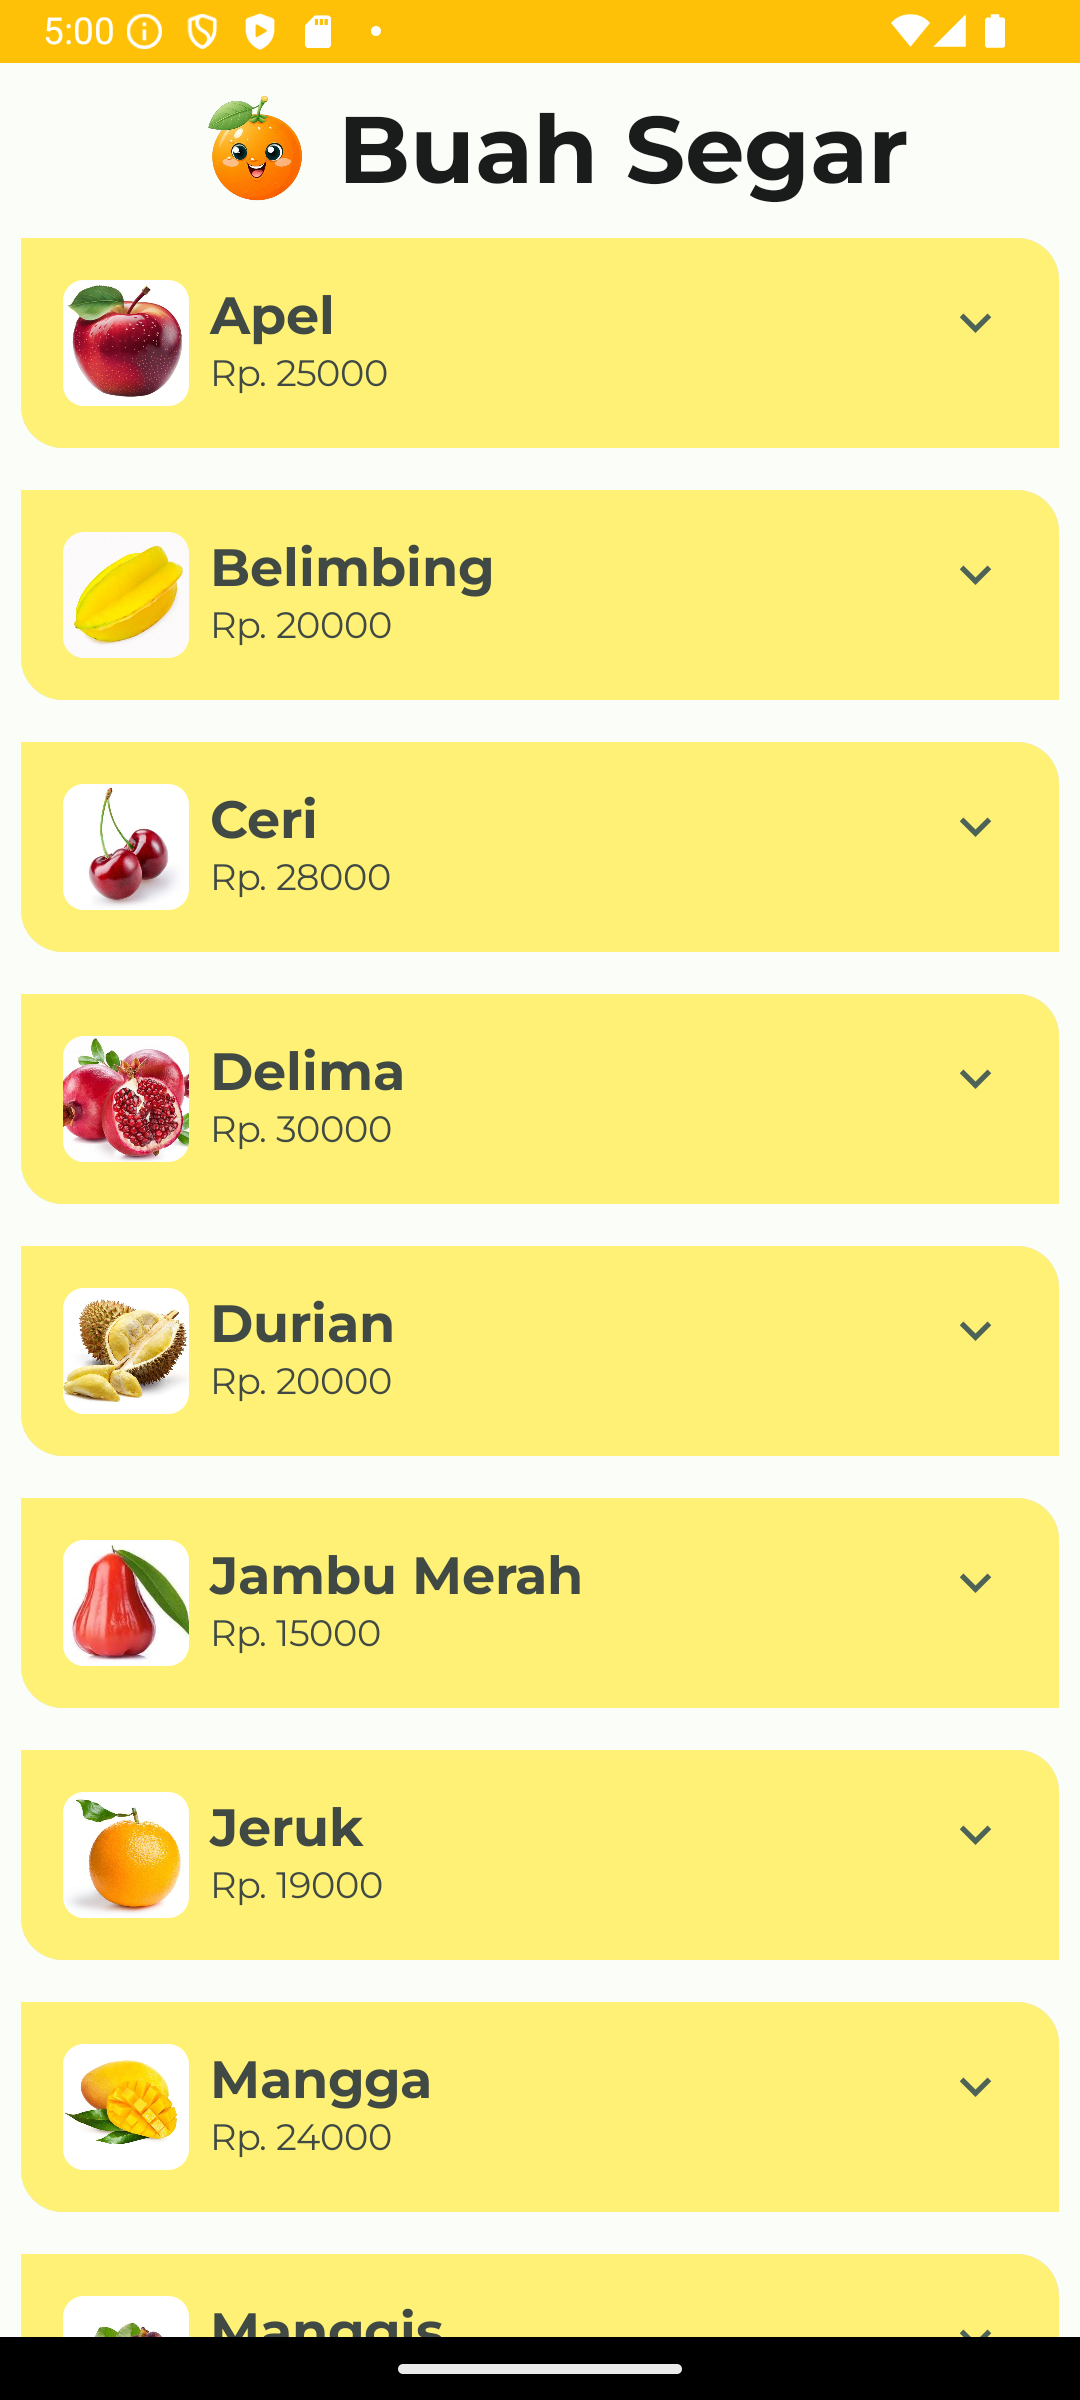 5:00
Buah Segar
Apel
Rp. 25000
Belimbing
Rp. 20000
Ceri
Rp. 28000
Delima
Rp. 30000
Durian
Rp. 20000
Jambu Merah
Rp. 15000
Jeruk
Rp. 19000
Mangga
Rp. 24000
Manggis